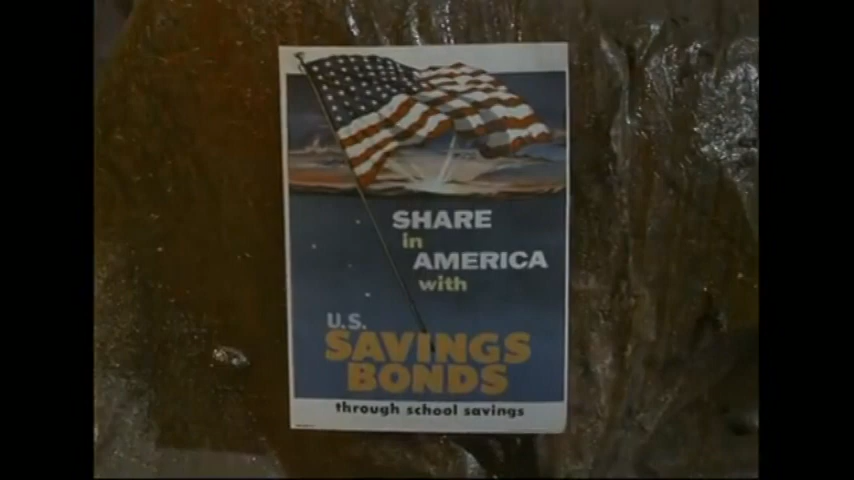 SHARE
in
AMERICA
with
U.S.
SAVINGS
BONDS
through school savings